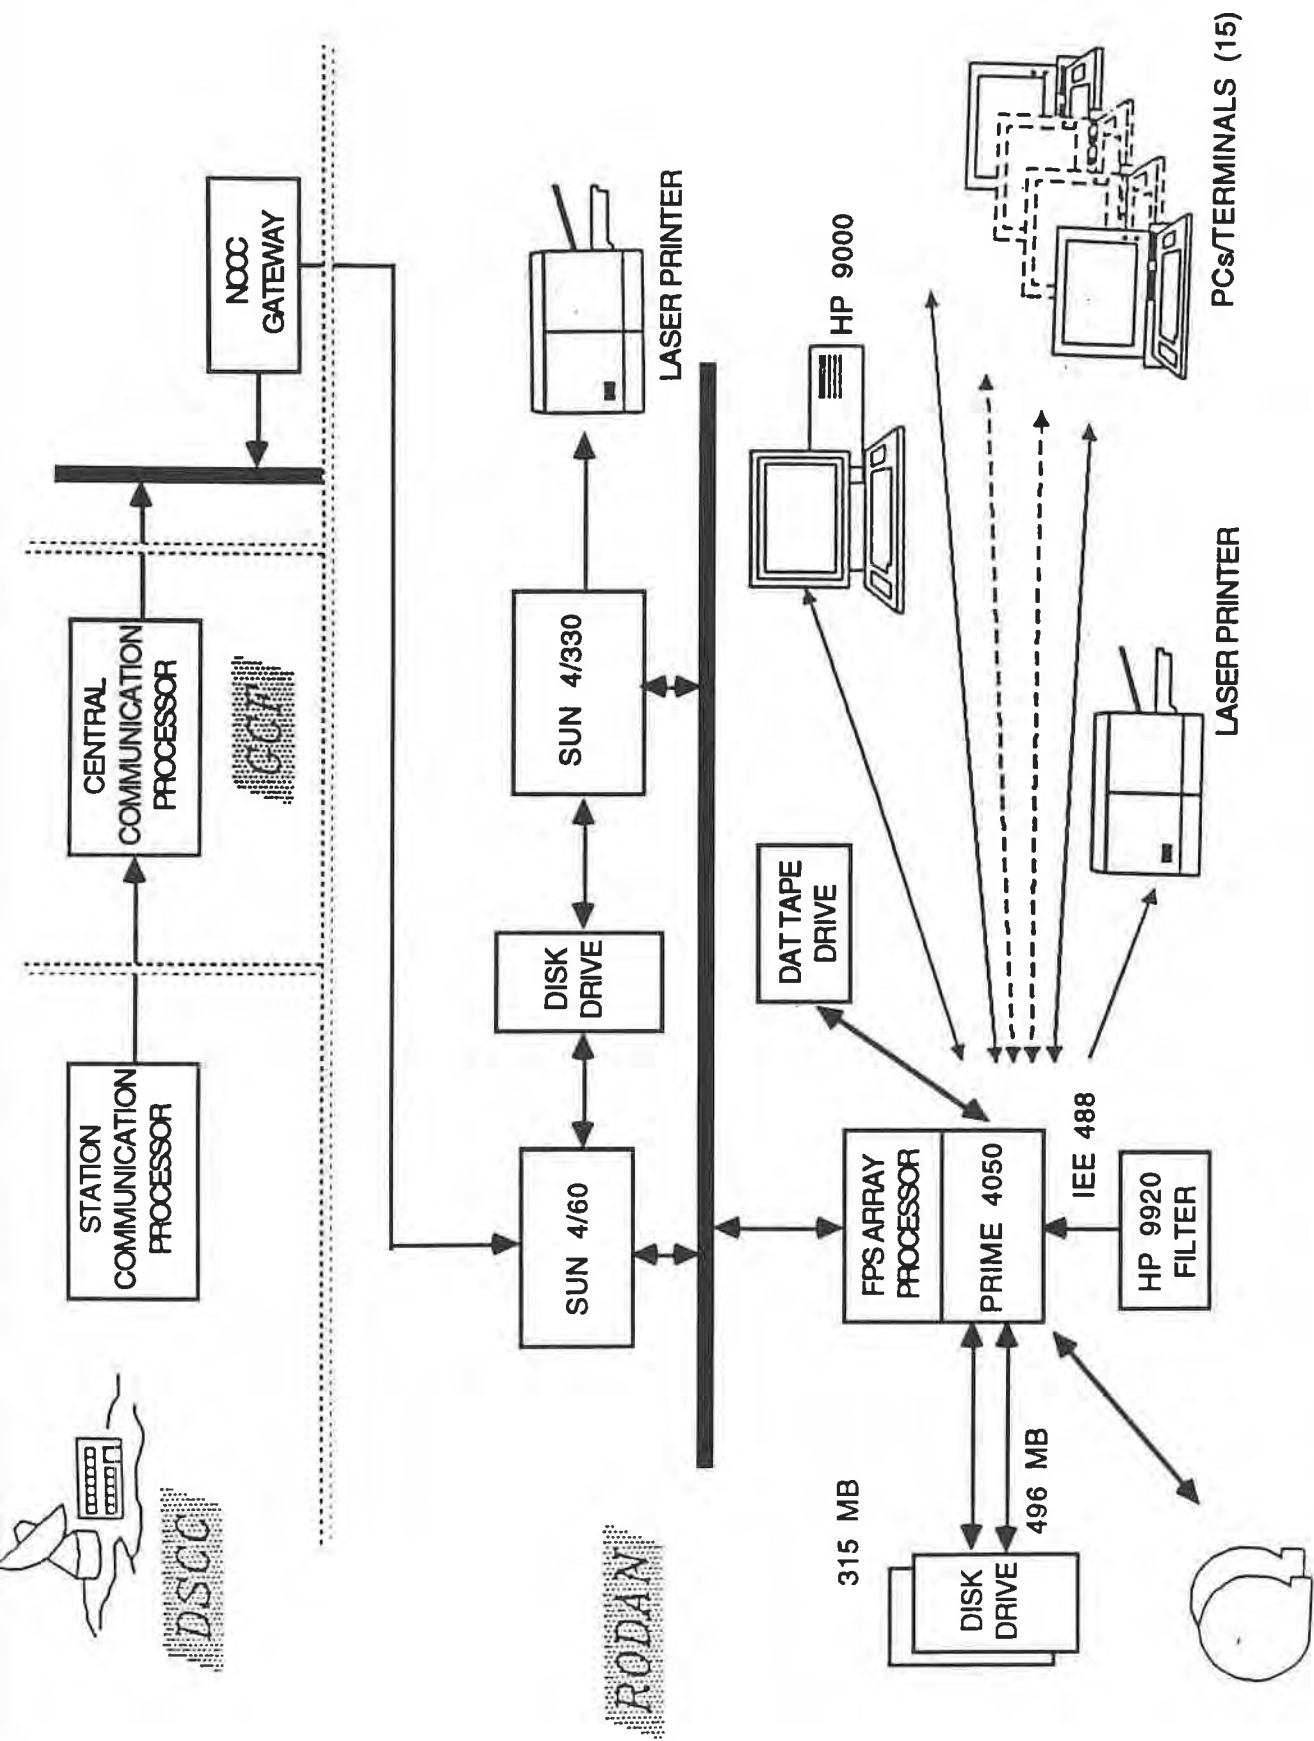 DSCC
STATION
COMMUNICATION
PROCESSOR
CENTRAL
COMMUNICATION
PROCESSOR
GCF
NOCC
GATEWAY
RODAN
SUN 4/60
DISK
DRIVE
SUN 4/330
LASER PRINTER
315 MB
496 MB
DISK
DRIVE
FPS ARRAY
PROCESSOR
PRIME 4050
IEE 488
HP 9920
FILTER
DAT TAPE
DRIVE
HP 9000
LASER PRINTER
PCs/TERMINALS (15)